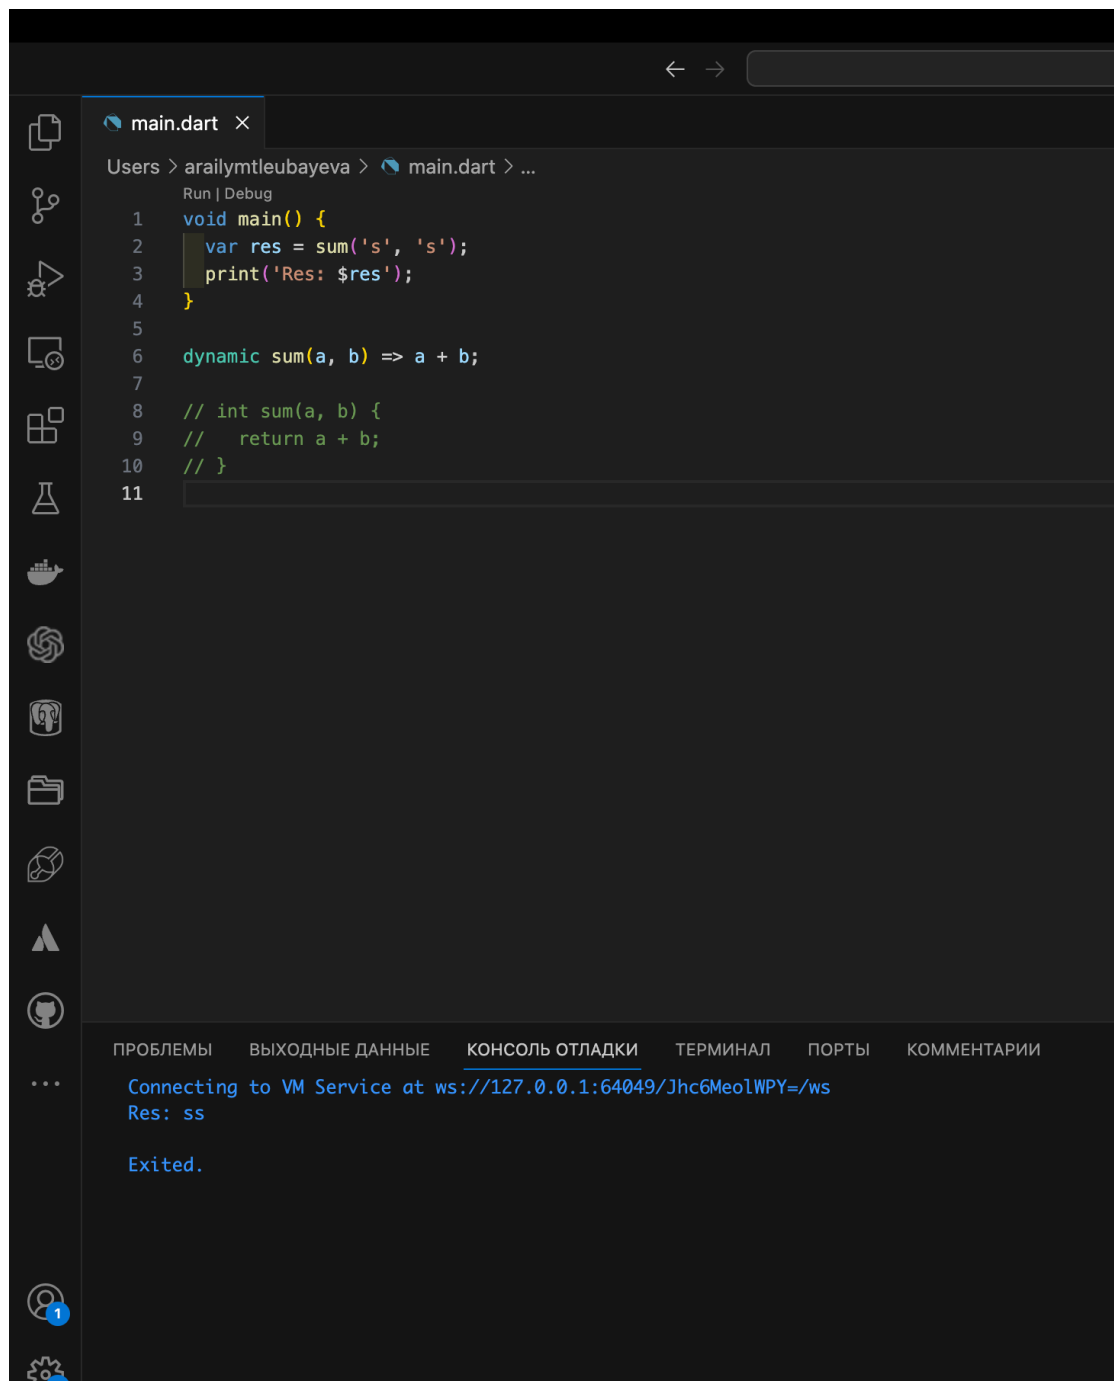 main.dart
Users > arailymtleubayeva > main.dart > ...
Run | Debug
1 void main() {
2   var res = sum('s', 's');
3   print('Res: $res');
4 }
5
6 dynamic sum(a, b) => a + b;
7
8 // int sum(a, b) {
9 //   return a + b;
10 // }
11
ПРОБЛЕМЫ ВЫХОДНЫЕ ДАННЫЕ КОНСОЛЬ ОТЛАДКИ ТЕРМИНАЛ ПОРТЫ КОММЕНТАРИИ
Connecting to VM Service at ws://127.0.0.1:64049/Jhc6MeolWPY=/ws
Res: ss
Exited.
1